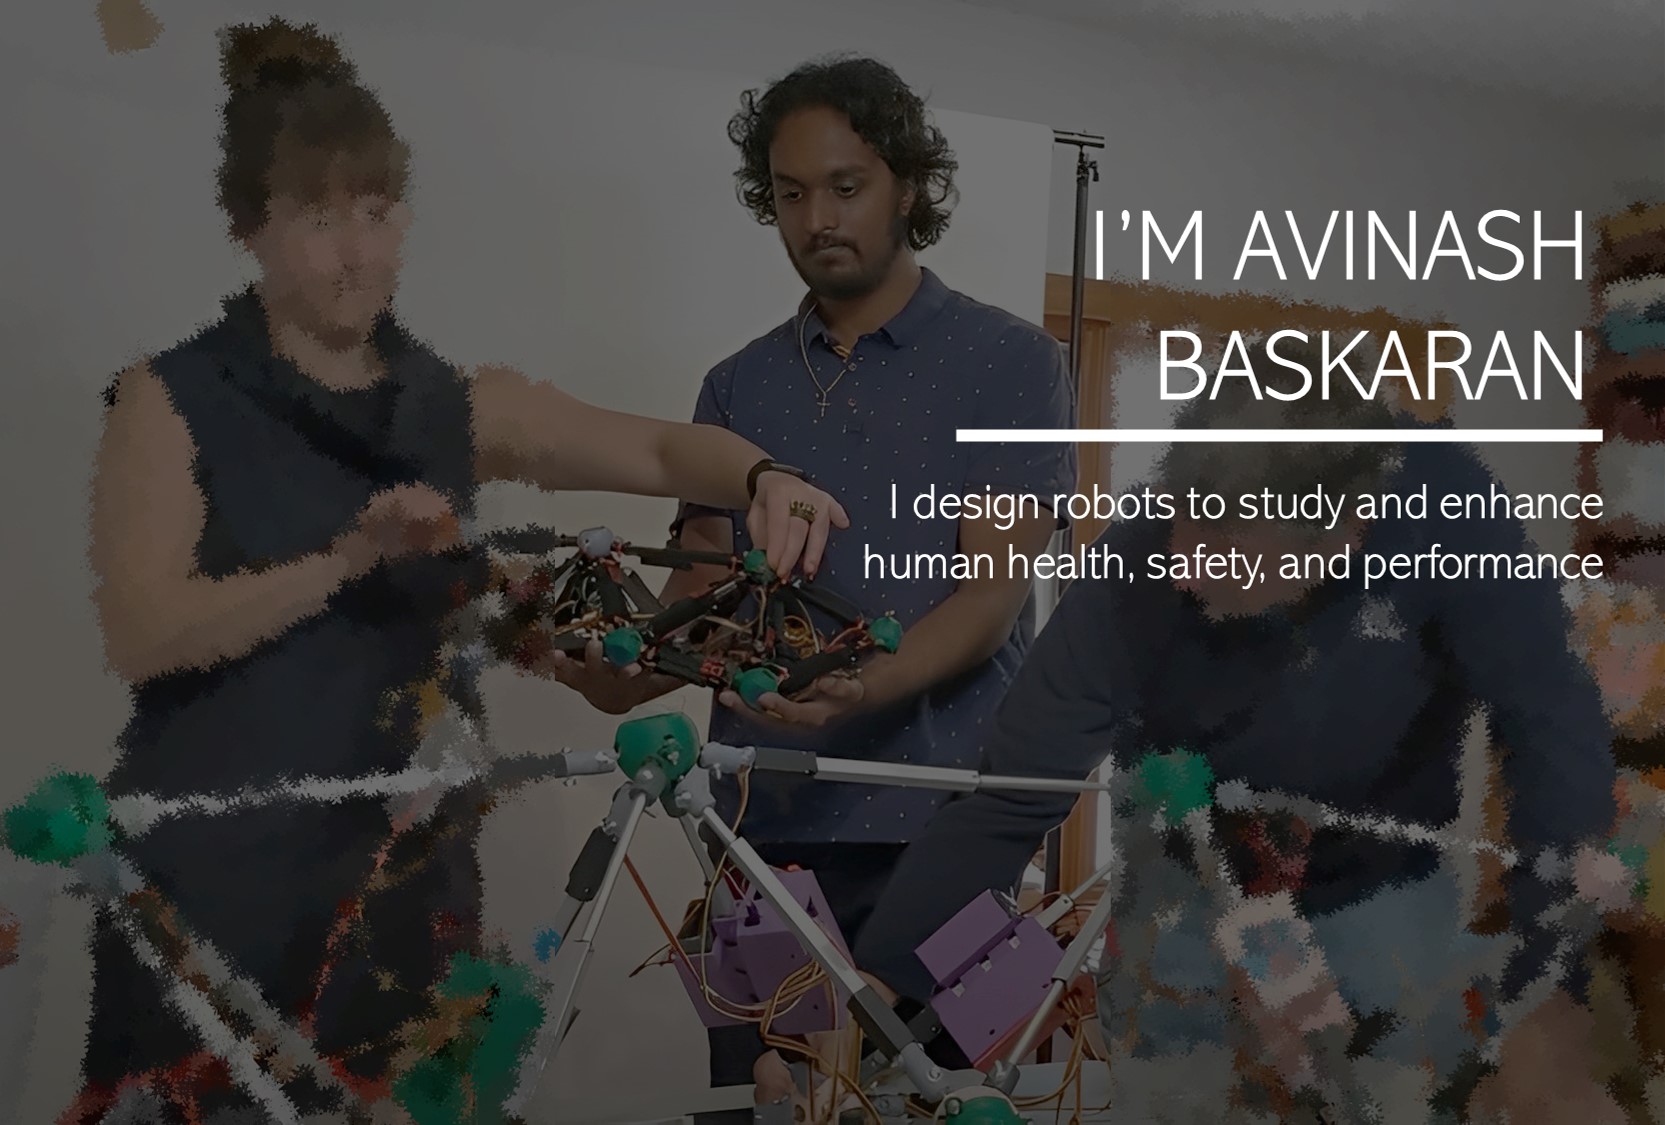 I'M AVINASH
BASKARAN
I design robots to study and enhance
human health, safety, and performance